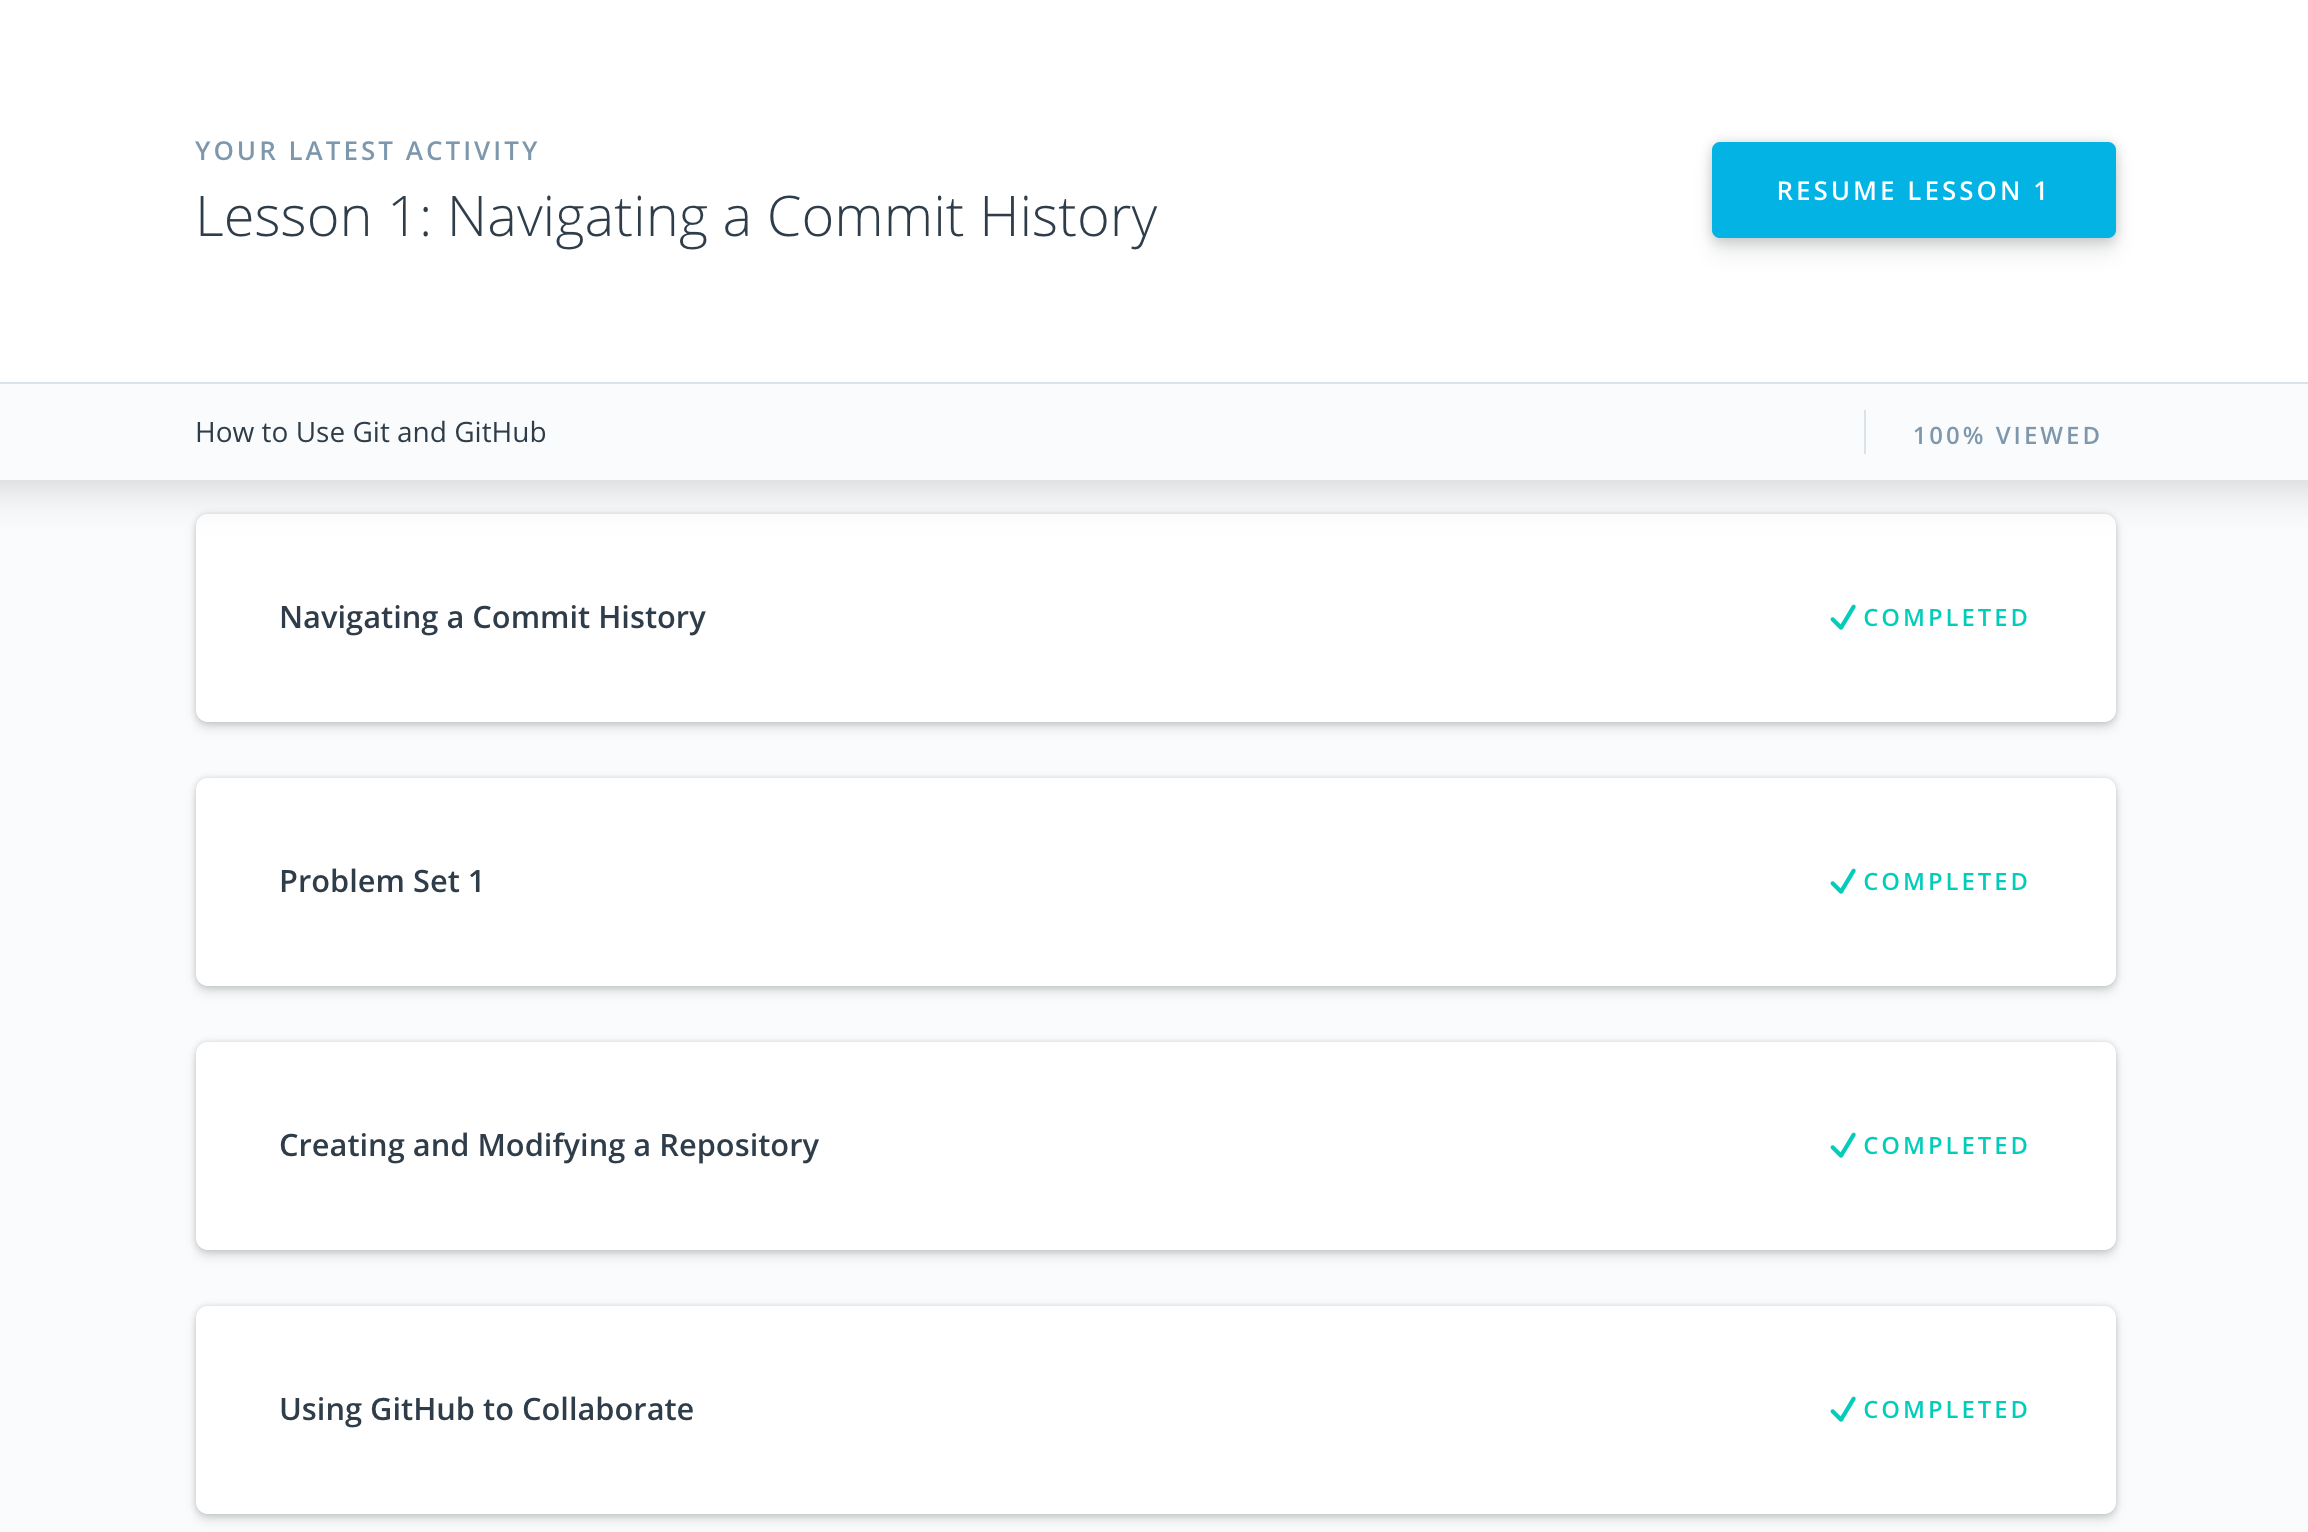 YOUR LATEST ACTIVITY
Lesson 1: Navigating a Commit History
RESUME LESSON 1
How to Use Git and GitHub
100% VIEWED
Navigating a Commit History
COMPLETED
Problem Set 1
COMPLETED
Creating and Modifying a Repository
COMPLETED
Using GitHub to Collaborate
COMPLETED